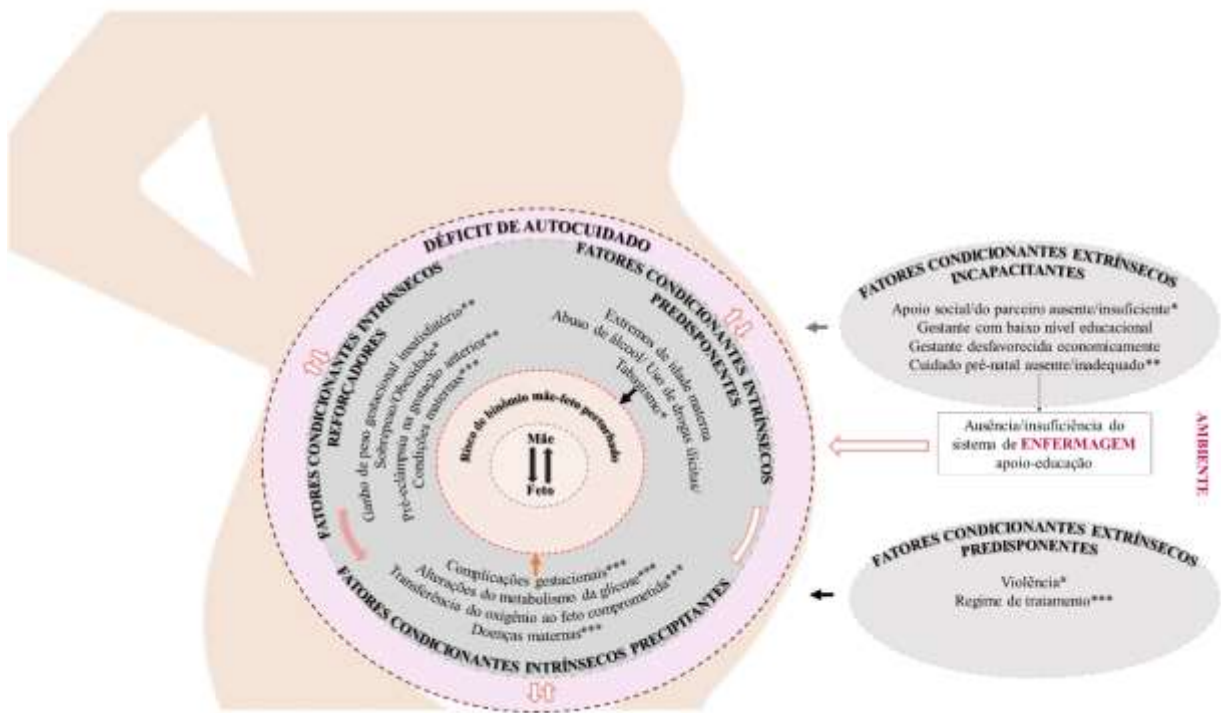 DÉFICIT DE AUTOCUIDADO
FATORES CONDICIONANTES INTRÍNSECOS
REFORÇADORES
Ganho de peso gestacional insatisfatório**
Sobrepeso/Obesidade*
Pré-eclâmpsia na gestação anterior**
Condições maternas***
FATORES CONDICIONANTES INTRÍNSECOS
PREDISPONENTES
Extremos de idade materna
Abuso de álcool/ Uso de drogas ilícitas/
Tabagismo*
Risco de binômio mãe-feto perturbado
Mãe
Feto
Complicações gestacionais***
Alterações do metabolismo da glicose***
Transferência do oxigênio ao feto comprometida***
Doenças maternas***
FATORES CONDICIONANTES INTRÍNSECOS PRECIPITANTES
FATORES CONDICIONANTES EXTRÍNSECOS
INCAPACITANTES
Apoio social/do parceiro ausente/insuficiente*
Gestante com baixo nível educacional
Gestante desfavorecida economicamente
Cuidado pré-natal ausente/inadequado**
Ausência/insuficiência do
sistema de ENFERMAGEM
apoio-educação
AMBIENTE
FATORES CONDICIONANTES EXTRÍNSECOS
PREDISPONENTES
Violência*
Regime de tratamento***